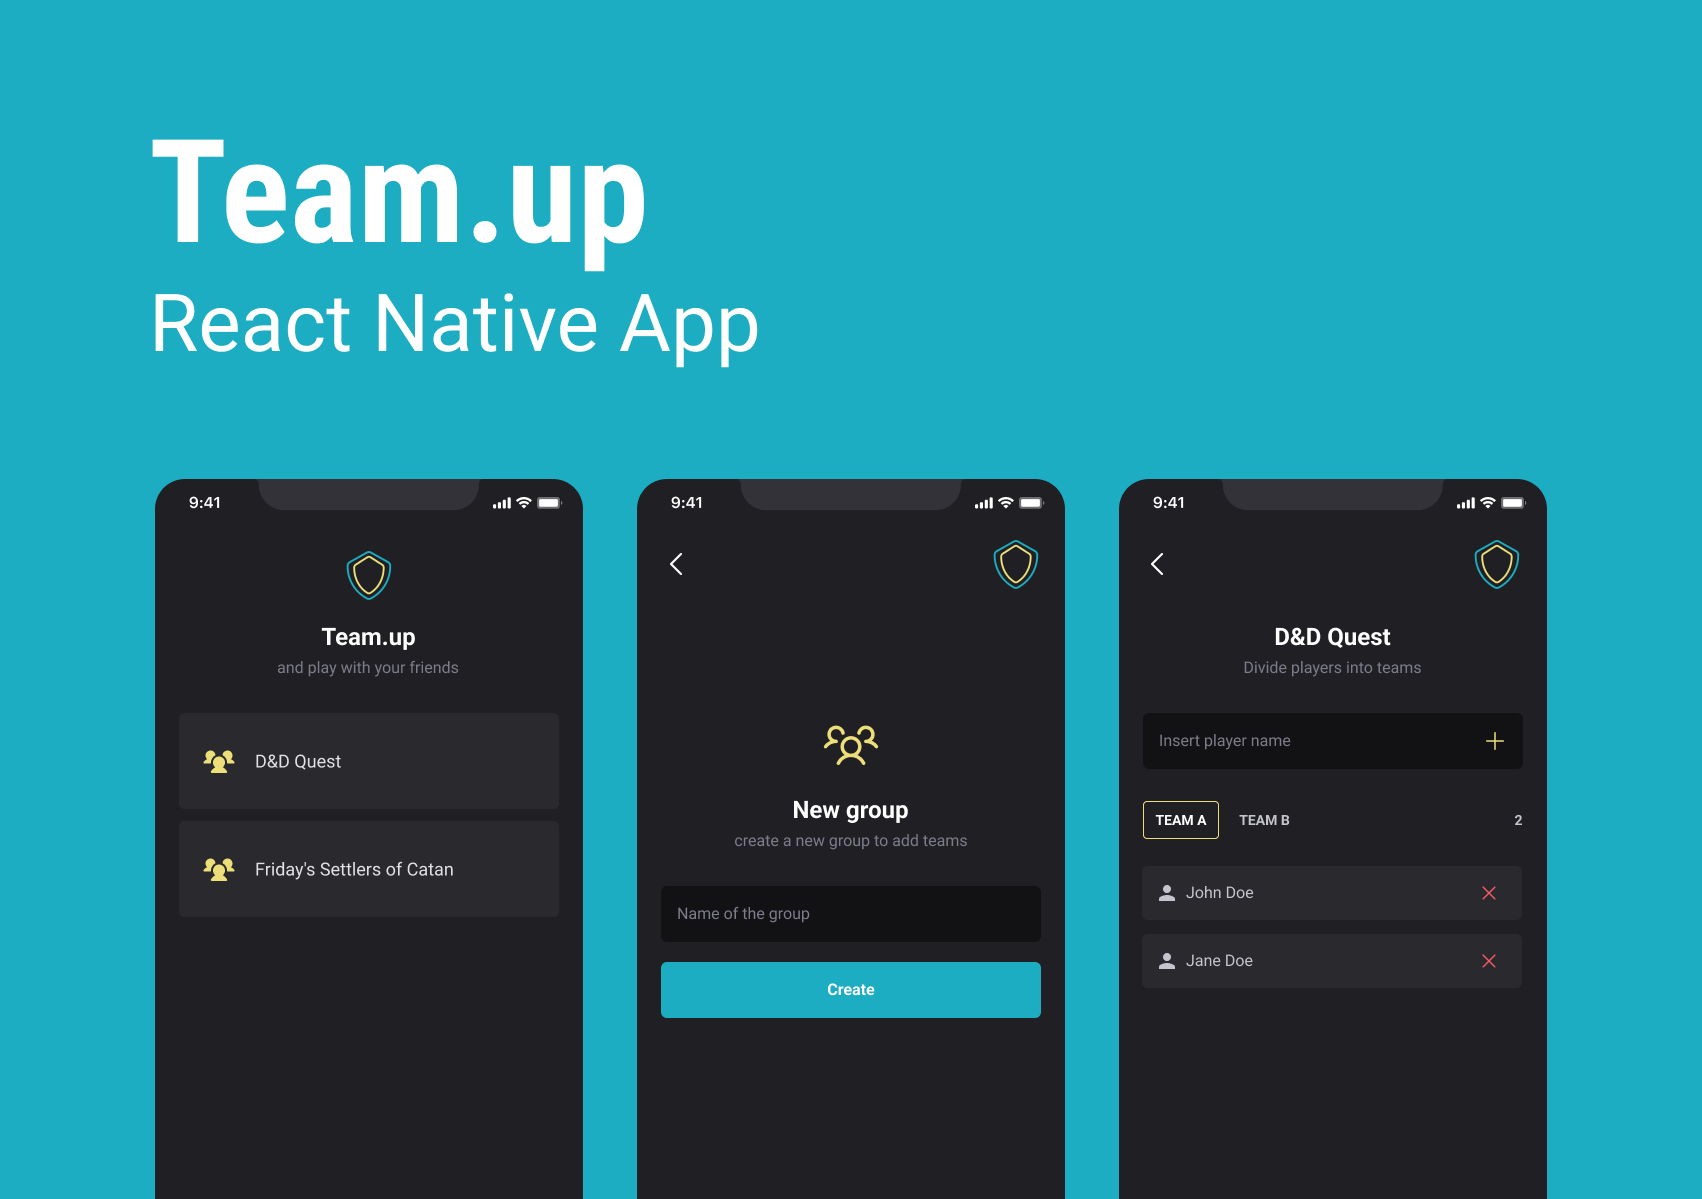 Team.up
React Native App
9:41
Team.up
and play with your friends
D&D Quest
Friday's Settlers of Catan
9:41
New group
create a new group to add teams
Name of the group
Create
9:41
D&D Quest
Divide players into teams
Insert player name
TEAM A TEAM B 2
John Doe
Jane Doe